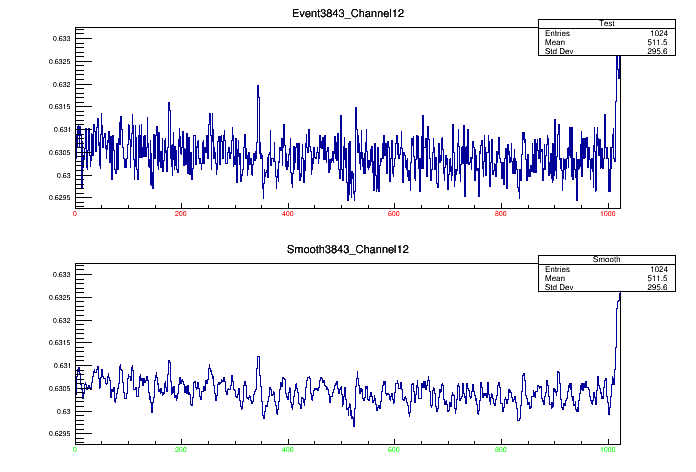 Event3843_Channel12
Test
Entries 1024
Mean 511.5
Std Dev 295.6
0.633
0.6325
0.632
0.6315
0.631
0.6305
0.63
0.6295
0 200 400 600 800 1000
Smooth3843_Channel12
Smooth
Entries 1024
Mean 511.5
Std Dev 295.6
0.633
0.6325
0.632
0.6315
0.631
0.6305
0.63
0.6295
0 200 400 600 800 1000